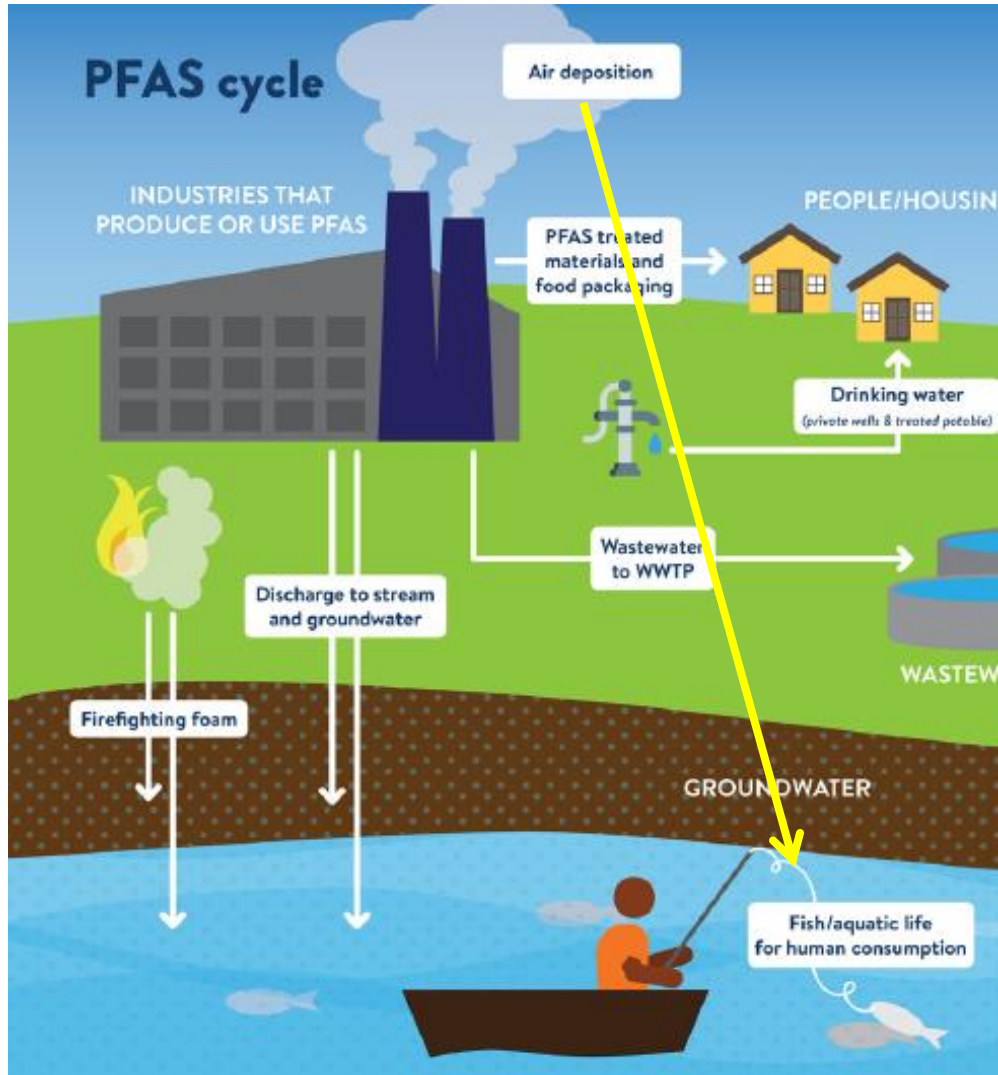 PFAS cycle
Air deposition
INDUSTRIES THAT
PRODUCE OR USE PFAS
PEOPLE/HOUSIN
PFAS treated
materials and
food packaging
Drinking water
(private wells & treated potable)
Wastewater
to WWTP
Discharge to stream
and groundwater
WASTEW
Firefighting foam
GROUNDWATER
Fish/aquatic life
for human consumption